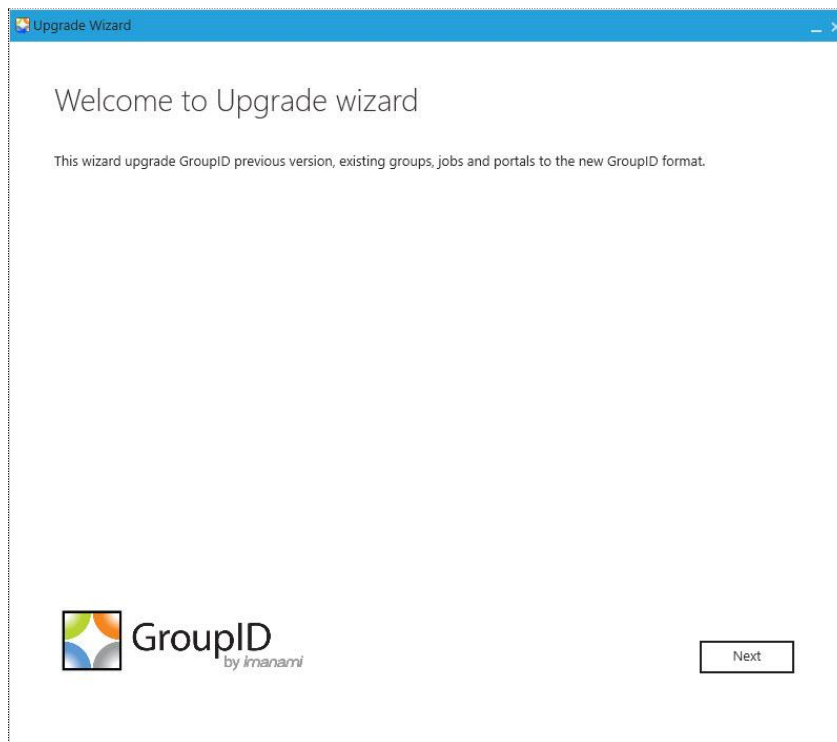 Upgrade Wizard
Welcome to Upgrade wizard
This wizard upgrade GroupID previous version, existing groups, jobs and portals to the new GroupID format.
GroupID
by imanami
Next